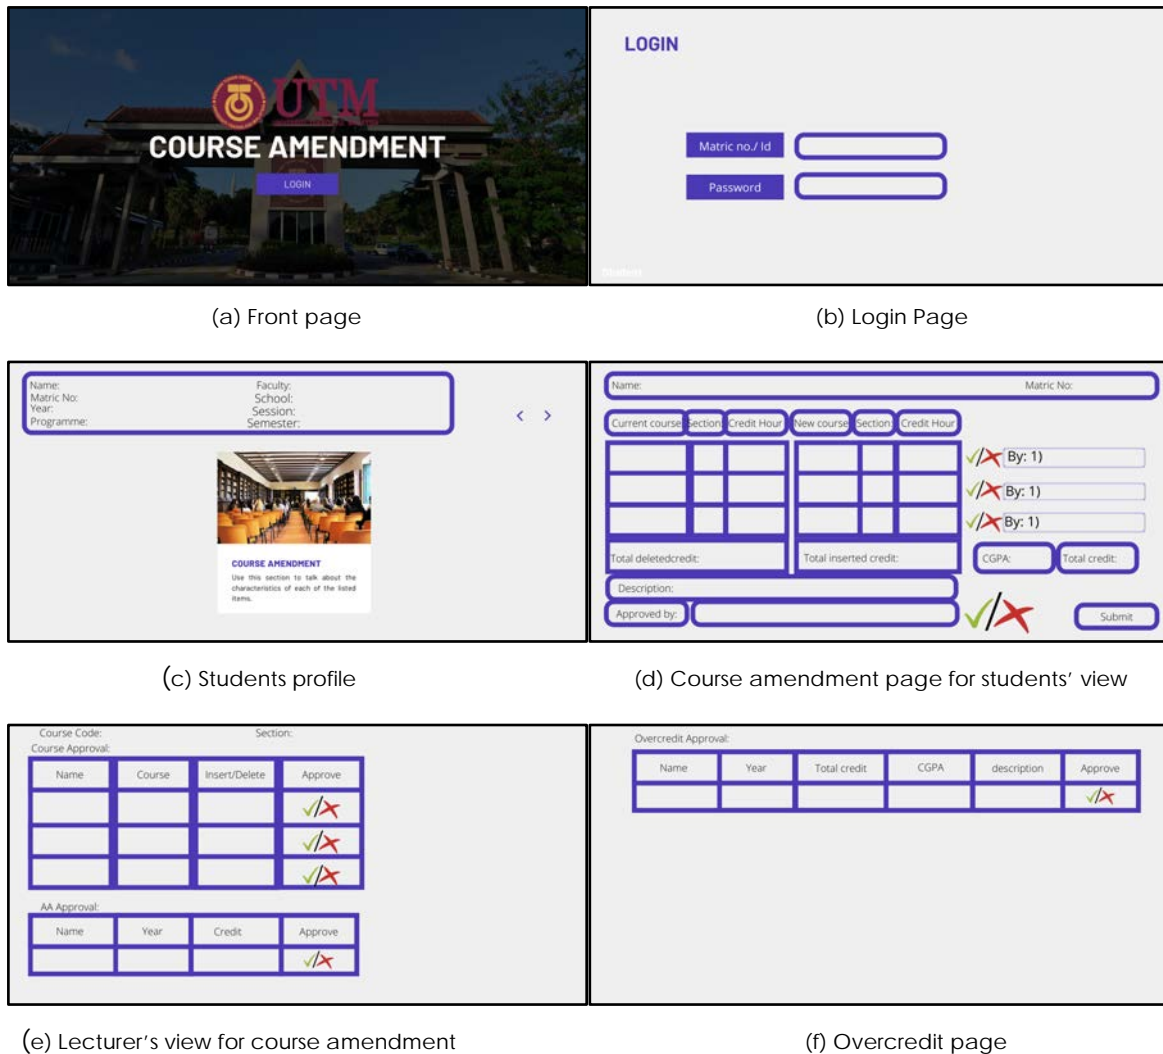 UTM
COURSE AMENDMENT
LOGIN
(a) Front page
LOGIN
Matric no./ Id
Password
(b) Login Page
Name: Faculty:
Matric No: School:
Year: Session:
Programme: Semester:
< >
COURSE AMENDMENT
Use this section to talk about the
characteristics of each of the listed
items.
(c) Students profile
Name: Matric No:
Current course Section: Credit Hour New course Section: Credit Hour
By: 1)
By: 1)
By: 1)
Total deletedcredit: Total inserted credit: CGPA: Total credit:
Description:
Approved by: Submit
(d) Course amendment page for students' view
Course Code: Section:
Course Approval:
Name Course Insert/Delete Approve
AA Approval:
Name Year Credit Approve
(e) Lecturer's view for course amendment
Overcredit Approval:
Name Year Total credit CGPA description Approve
(f) Overcredit page